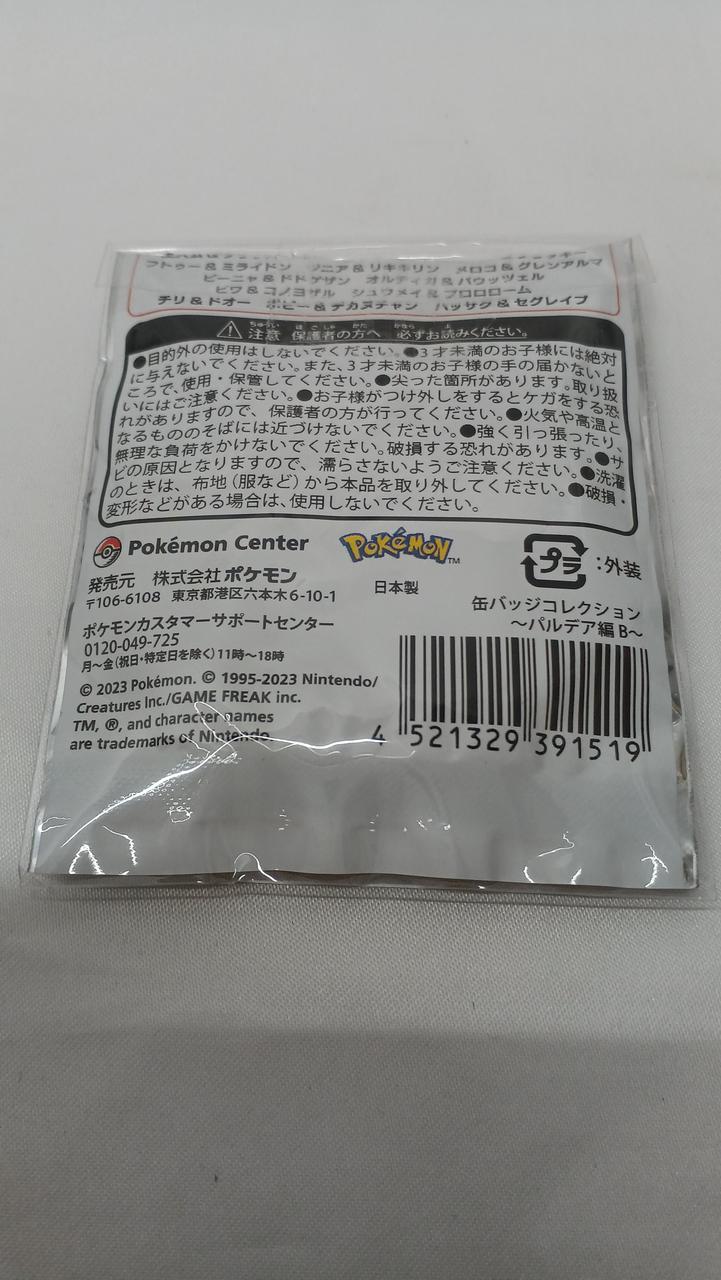 フトゥー＆ミライドン　ジニア＆リキキリン　メロコ＆グレンアルマ
ピーニャ＆ドドゲザン　オルティガ＆バウッツェル
ビワ＆コノヨザル　シュウメイ＆ブロロローム
チリ＆ドオー　ポピー＆デカヌチャン　ハッサク＆セグレイブ
注意 保護者の方へ 必ずお読みください。
●目的外の使用はしないでください。●3才未満のお子様には絶対
に与えないでください。また、3才未満のお子様の手の届かないと
ころで、使用・保管してください。●尖った箇所があります。取り扱
いにはご注意ください。●お子様がつけ外しをするとケガをする恐
れがありますので、保護者の方が行ってください。●火気や高温と
なるもののそばには近づけないでください。●強く引っ張ったり、
無理な負荷をかけないでください。破損する恐れがあります。●サ
ビの原因となりますので、濡らさないようご注意ください。●洗濯
のときは、布地（服など）から本品を取り外してください。●破損・
変形などがある場合は、使用しないでください。
Pokémon Center
POKéMON™
プラ：外装
発売元　株式会社ポケモン
日本製
〒106-6108　東京都港区六本木6-10-1
缶バッジコレクション
～パルデア編 B～
ポケモンカスタマーサポートセンター
0120-049-725
月～金(祝日・特定日を除く)11時～18時
© 2023 Pokémon. © 1995-2023 Nintendo/
Creatures Inc./GAME FREAK inc.
TM, ®, and character names
are trademarks of Nintendo.
4 521329 391519